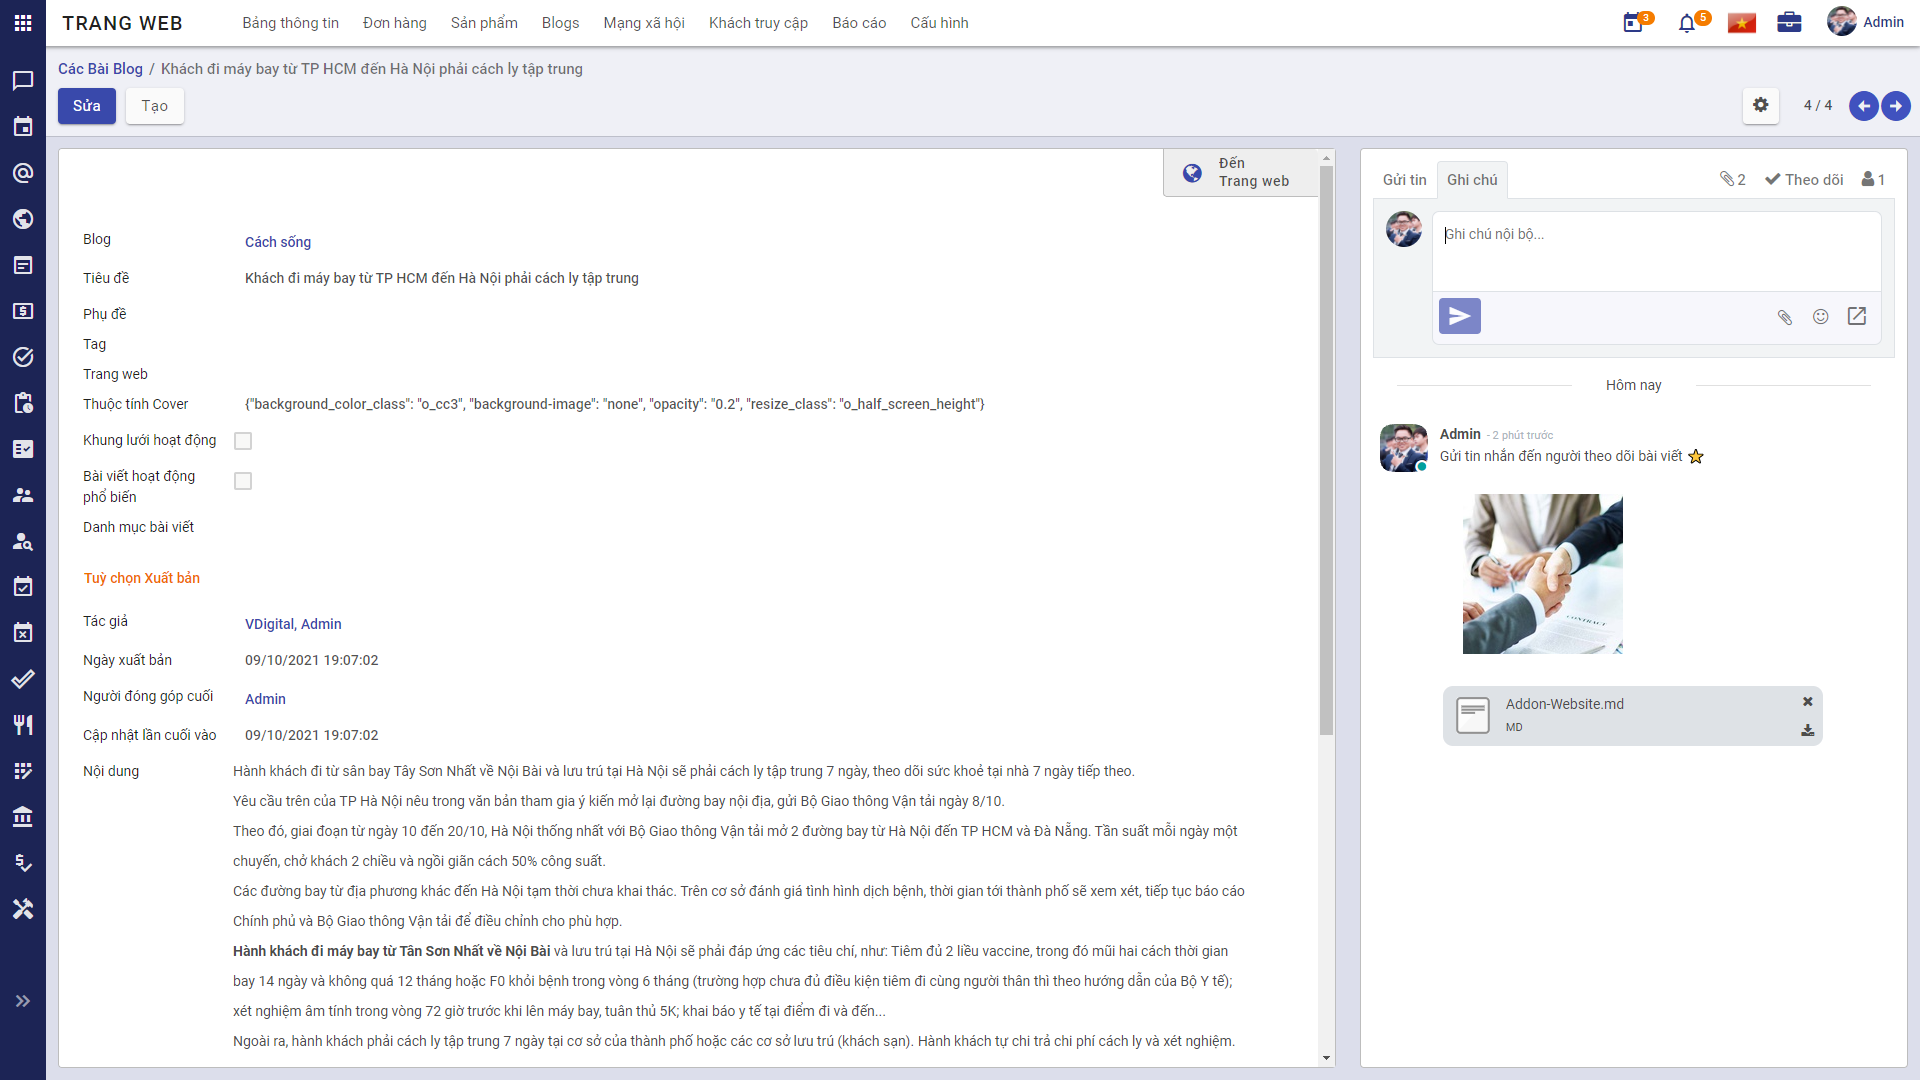 TRANG WEB
Bảng thông tin
Đơn hàng
Sản phẩm
Blogs
Mạng xã hội
Khách truy cập
Báo cáo
Cấu hình
3
5
Admin
Các Bài Blog / Khách đi máy bay từ TP HCM đến Hà Nội phải cách ly tập trung
Sửa
Tạo
4 / 4
Đến
Trang web
Blog
Cách sống
Tiêu đề
Khách đi máy bay từ TP HCM đến Hà Nội phải cách ly tập trung
Phụ đề
Tag
Trang web
Thuộc tính Cover
{"background_color_class": "o_cc3", "background-image": "none", "opacity": "0.2", "resize_class": "o_half_screen_height"}
Khung lưới hoạt động
Bài viết hoạt động
phổ biến
Danh mục bài viết
Tuỳ chọn Xuất bản
Tác giả
VDigital, Admin
Ngày xuất bản
09/10/2021 19:07:02
Người đóng góp cuối
Admin
Cập nhật lần cuối vào
09/10/2021 19:07:02
Nội dung
Hành khách đi từ sân bay Tây Sơn Nhất về Nội Bài và lưu trú tại Hà Nội sẽ phải cách ly tập trung 7 ngày, theo dõi sức khoẻ tại nhà 7 ngày tiếp theo.
Yêu cầu trên của TP Hà Nội nêu trong văn bản tham gia ý kiến mở lại đường bay nội địa, gửi Bộ Giao thông Vận tải ngày 8/10.
Theo đó, giai đoạn từ ngày 10 đến 20/10, Hà Nội thống nhất với Bộ Giao thông Vận tải mở 2 đường bay từ Hà Nội đến TP HCM và Đà Nẵng. Tần suất mỗi ngày một
chuyến, chở khách 2 chiều và ngồi giãn cách 50% công suất.
Các đường bay từ địa phương khác đến Hà Nội tạm thời chưa khai thác. Trên cơ sở đánh giá tình hình dịch bệnh, thời gian tới thành phố sẽ xem xét, tiếp tục báo cáo
Chính phủ và Bộ Giao thông Vận tải để điều chỉnh cho phù hợp.
Hành khách đi máy bay từ Tân Sơn Nhất về Nội Bài và lưu trú tại Hà Nội sẽ phải đáp ứng các tiêu chí, như: Tiêm đủ 2 liều vaccine, trong đó mũi hai cách thời gian
bay 14 ngày và không quá 12 tháng hoặc F0 khỏi bệnh trong vòng 6 tháng (trường hợp chưa đủ điều kiện tiêm đi cùng người thân thì theo hướng dẫn của Bộ Y tế);
xét nghiệm âm tính trong vòng 72 giờ trước khi lên máy bay, tuân thủ 5K; khai báo y tế tại điểm đi và đến...
Ngoài ra, hành khách phải cách ly tập trung 7 ngày tại cơ sở của thành phố hoặc các cơ sở lưu trú (khách sạn). Hành khách tự chi trả chi phí cách ly và xét nghiệm.
Gửi tin
Ghi chú
2
Theo dõi
1
Ghi chú nội bộ...
Hôm nay
Admin - 2 phút trước
Gửi tin nhắn đến người theo dõi bài viết
CONTRACT
Addon-Website.md
MD